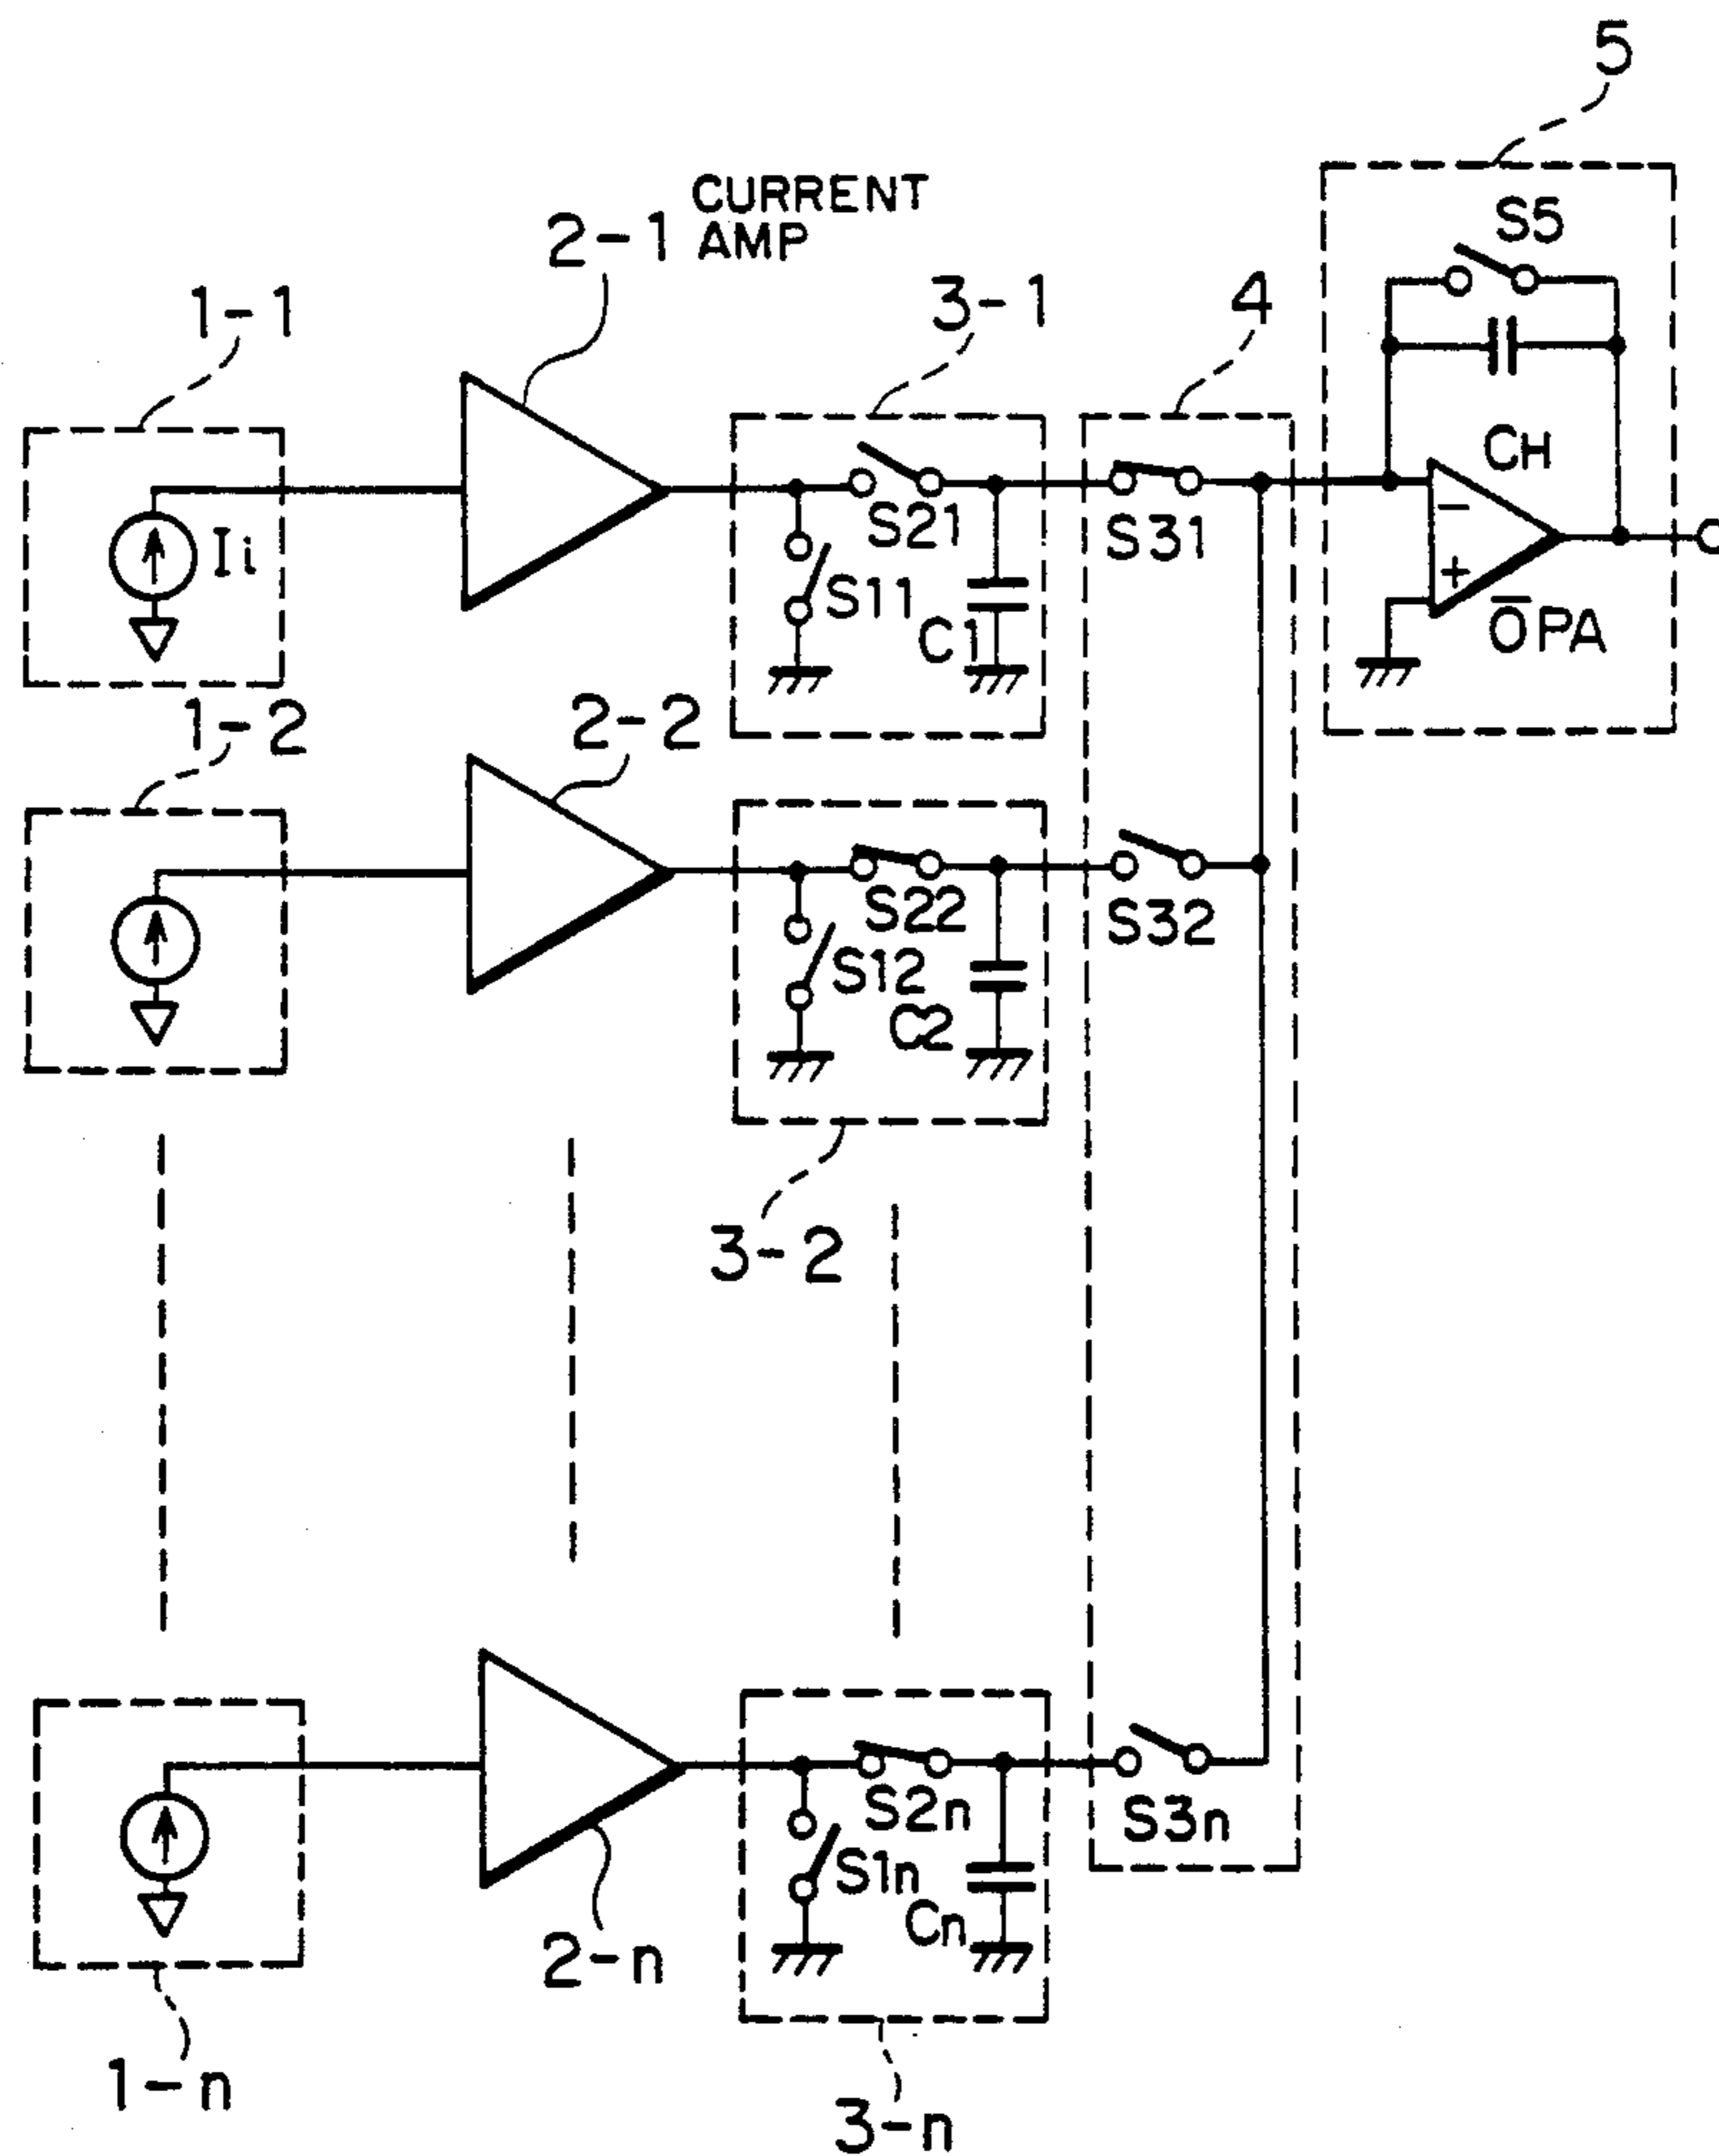 5
CURRENT
2-1 AMP
S5
1-1
3-1
4
CH
Ii
S21
S31
S11
C1
−
+
OPA
1-2
2-2
S22
S32
S12
C2
3-2
S2n
S3n
S1n
Cn
2-n
1-n
3-n